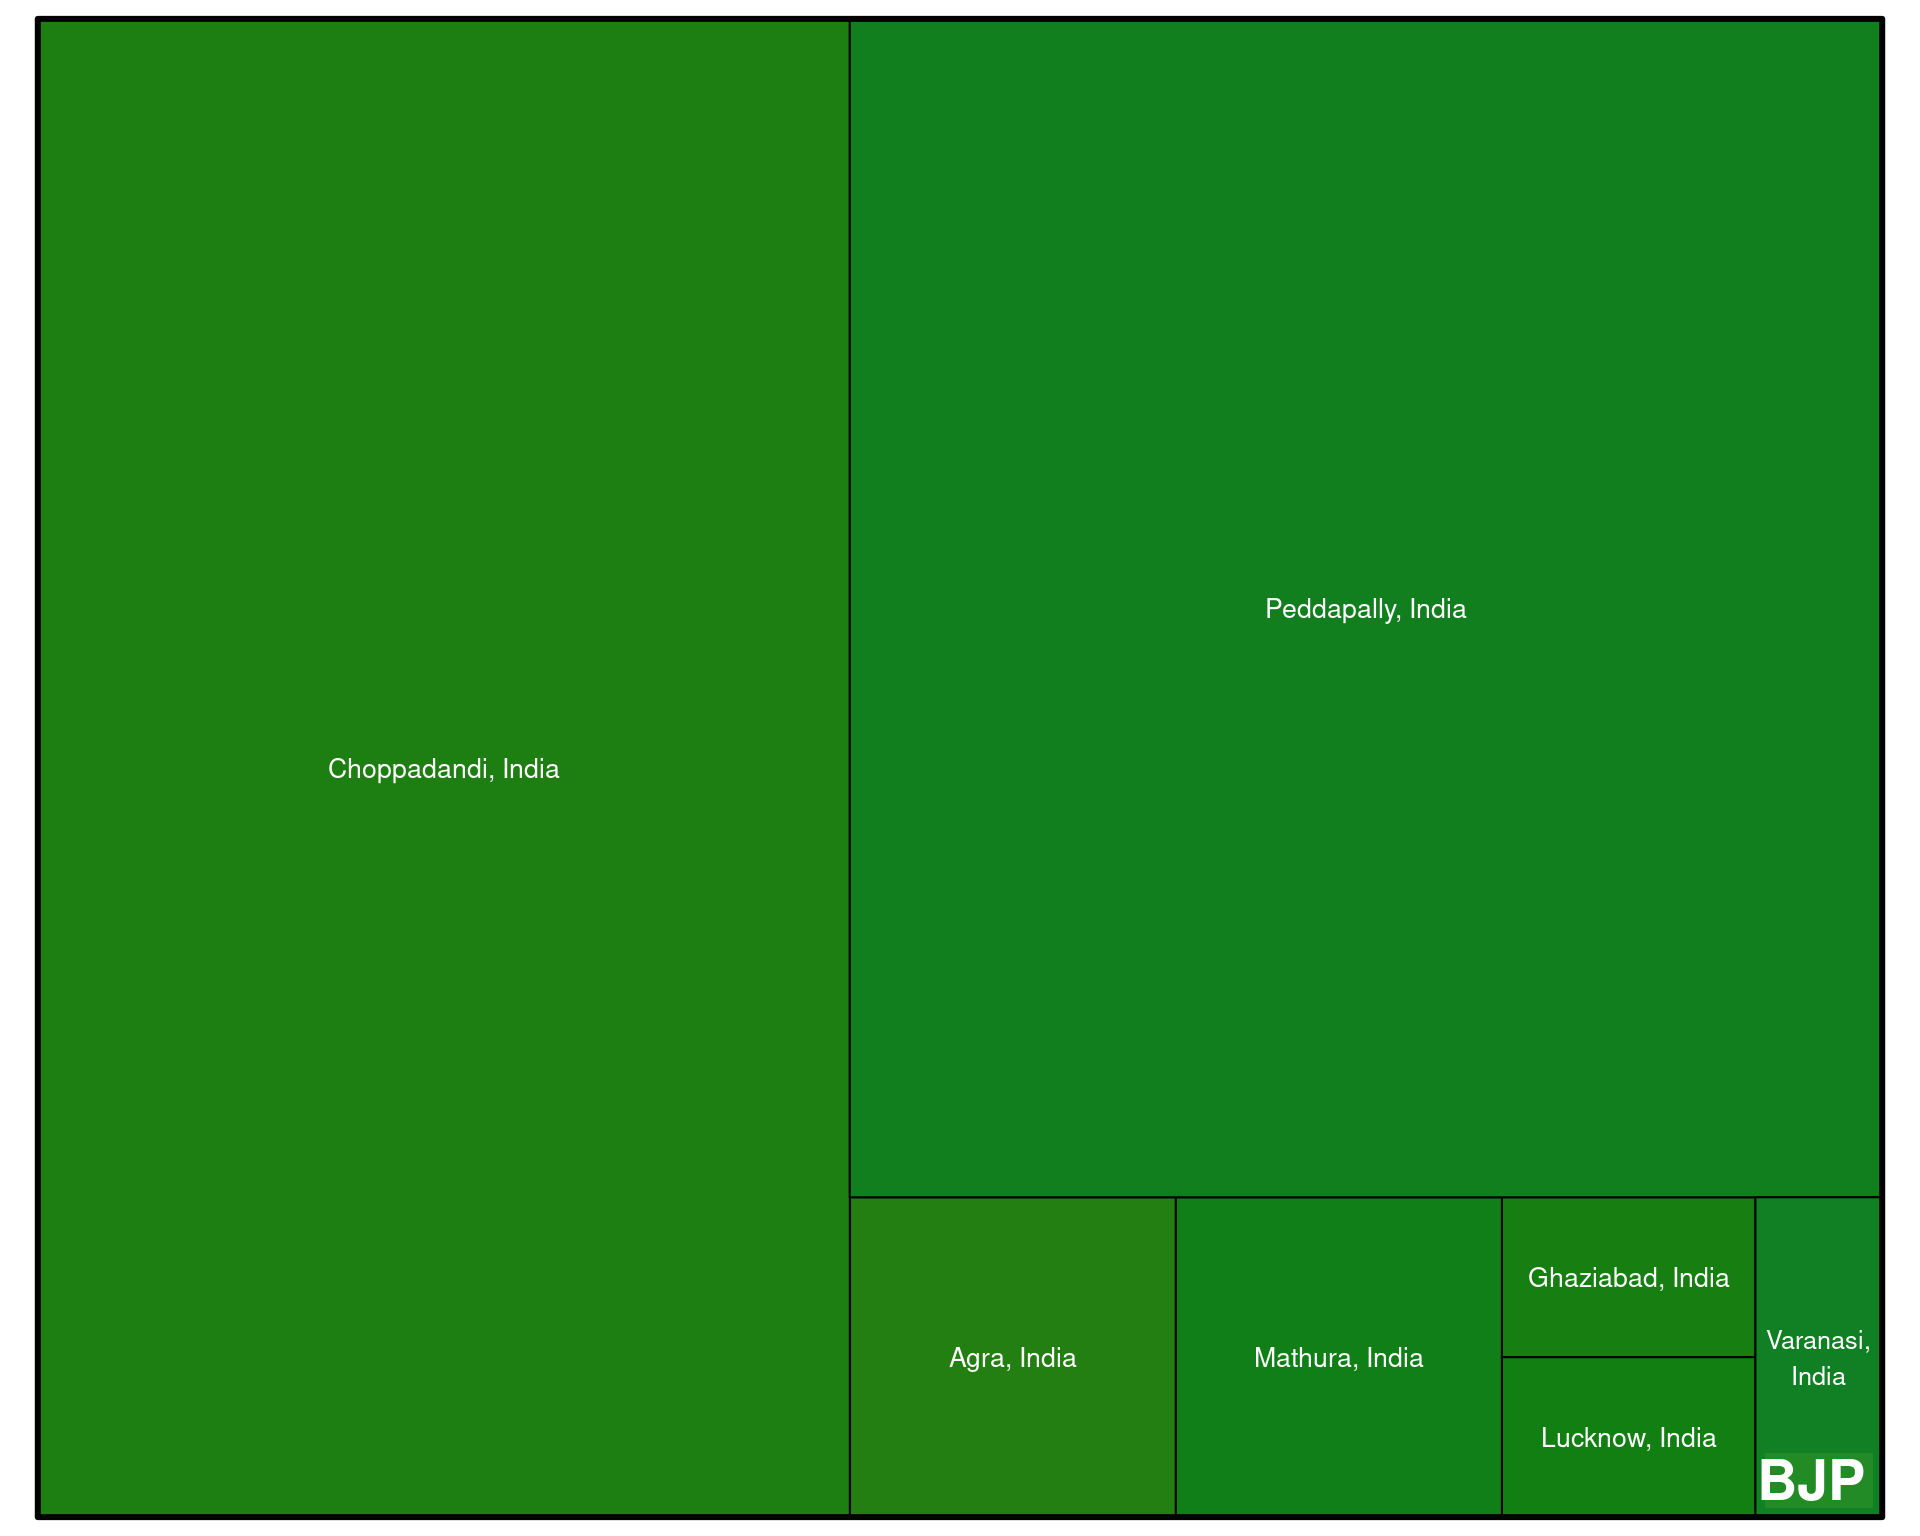 Choppadandi, India
Peddapally, India
Agra, India
Mathura, India
Ghaziabad, India
Lucknow, India
Varanasi,
India
BJP